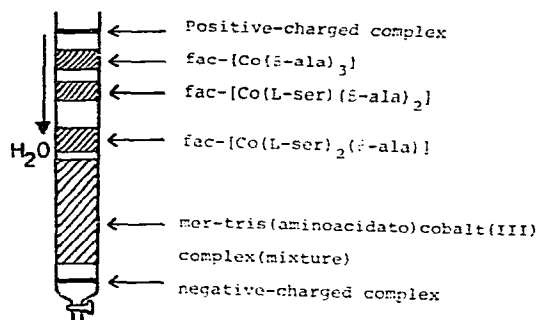 Positive-charged complex
fac-[Co(β-ala)₃]
fac-[Co(L-ser)(β-ala)₂]
H₂O
fac-[Co(L-ser)₂(β-ala)]
mer-tris(aminoacidato)cobalt(III)
complex(mixture)
negative-charged complex